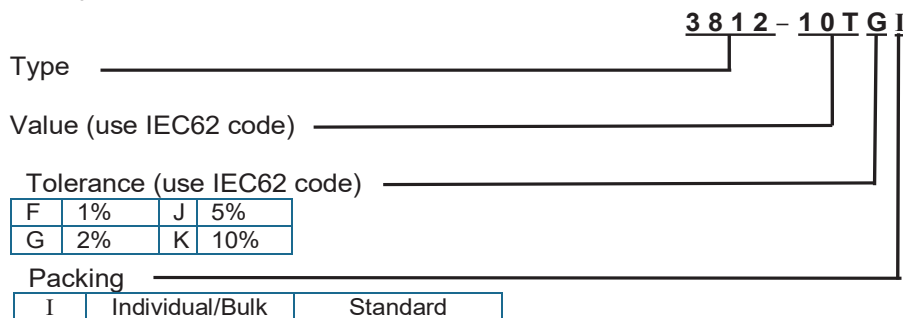 3812–10TGI
Type
Value (use IEC62 code)
Tolerance (use IEC62 code)
F 1% J 5%
G 2% K 10%
Packing
I Individual/Bulk Standard